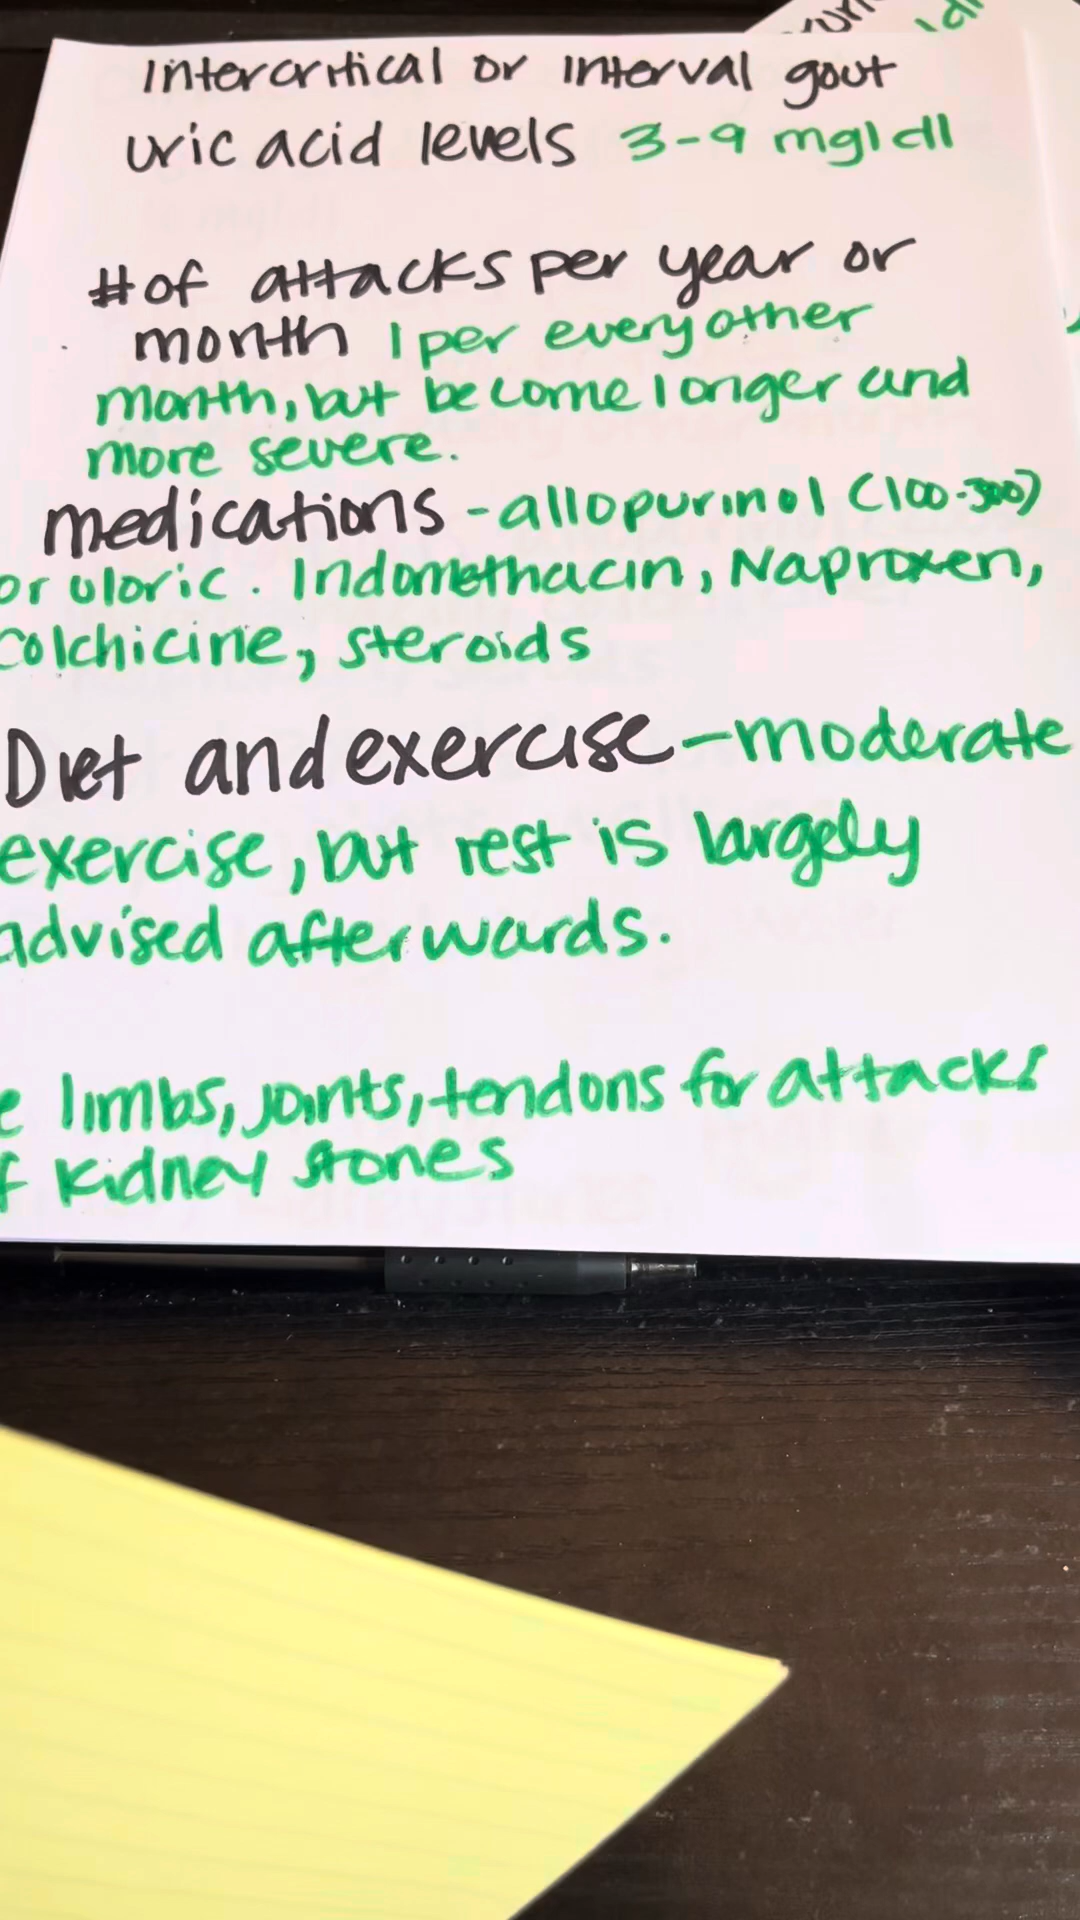 Intercritical or interval gout
uric acid levels 3-9 mg/dl
# of attacks per year or
month 1 per every other
month, but become longer and
more severe.
medications - allopurinol (100-300)
or uloric. Indomethacin, Naproxen,
colchicine, steroids
Diet and exercise - moderate
exercise, but rest is largely
advised afterwards.
limbs, joints, tendons for attacks
kidney stones